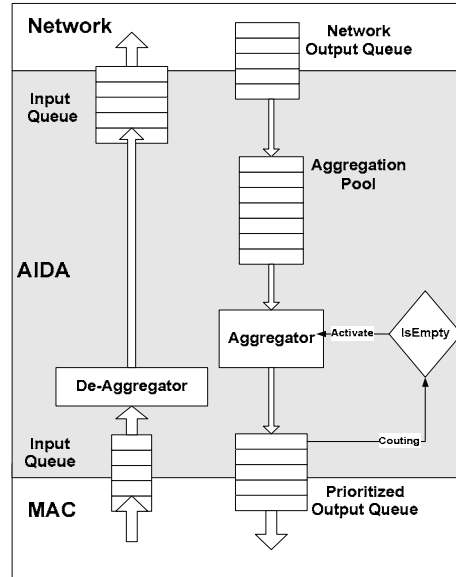 Network
Network
Output Queue
Input
Queue
Aggregation
Pool
AIDA
Aggregator
Activate
IsEmpty
De-Aggregator
Input
Queue
Couting
MAC
Prioritized
Output Queue